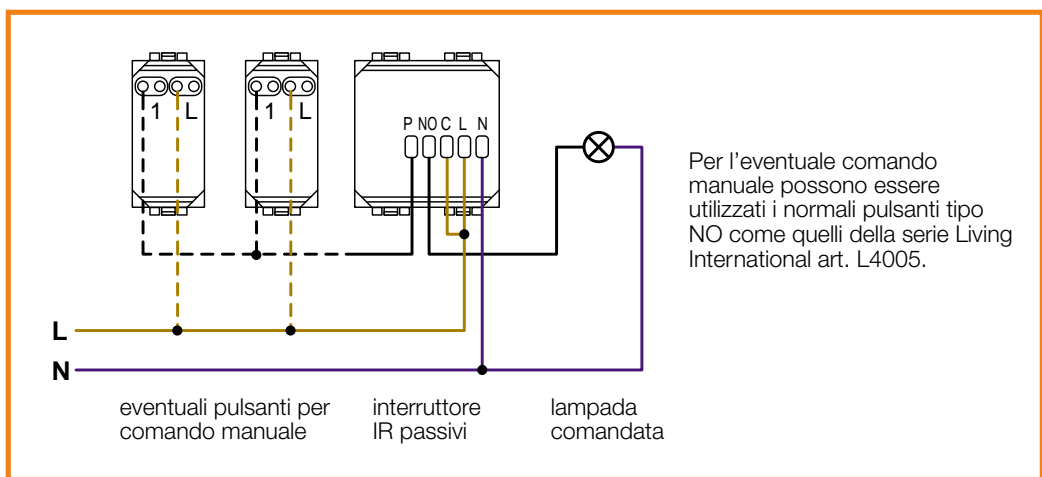 1 L
1 L
P NO C L N
Per l'eventuale comando
manuale possono essere
utilizzati i normali pulsanti tipo
NO come quelli della serie Living
International art. L4005.
L
N
eventuali pulsanti per
comando manuale
interruttore
IR passivi
lampada
comandata